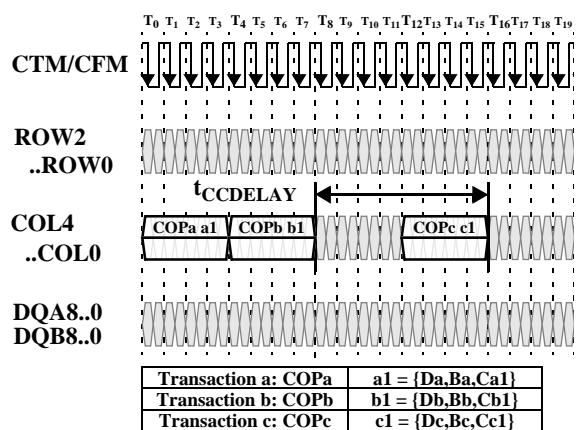 T0 T1 T2 T3 T4 T5 T6 T7 T8 T9 T10 T11 T12 T13 T14 T15 T16 T17 T18 T19
CTM/CFM
ROW2
..ROW0
tCCDELAY
COL4
..COL0
COPa a1 COPb b1 COPc c1
DQA8..0
DQB8..0
Transaction a: COPa a1 = {Da,Ba,Ca1}
Transaction b: COPb b1 = {Db,Bb,Cb1}
Transaction c: COPc c1 = {Dc,Bc,Cc1}